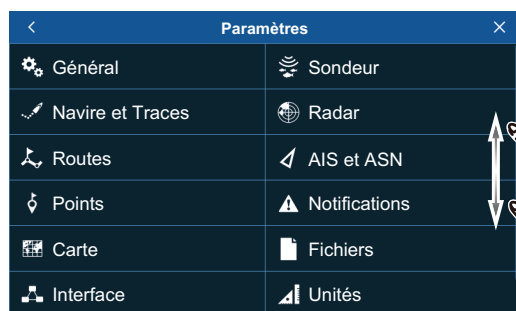 Paramètres
Général
Sondeur
Navire et Traces
Radar
Routes
AIS et ASN
Points
Notifications
Carte
Fichiers
Interface
Unités